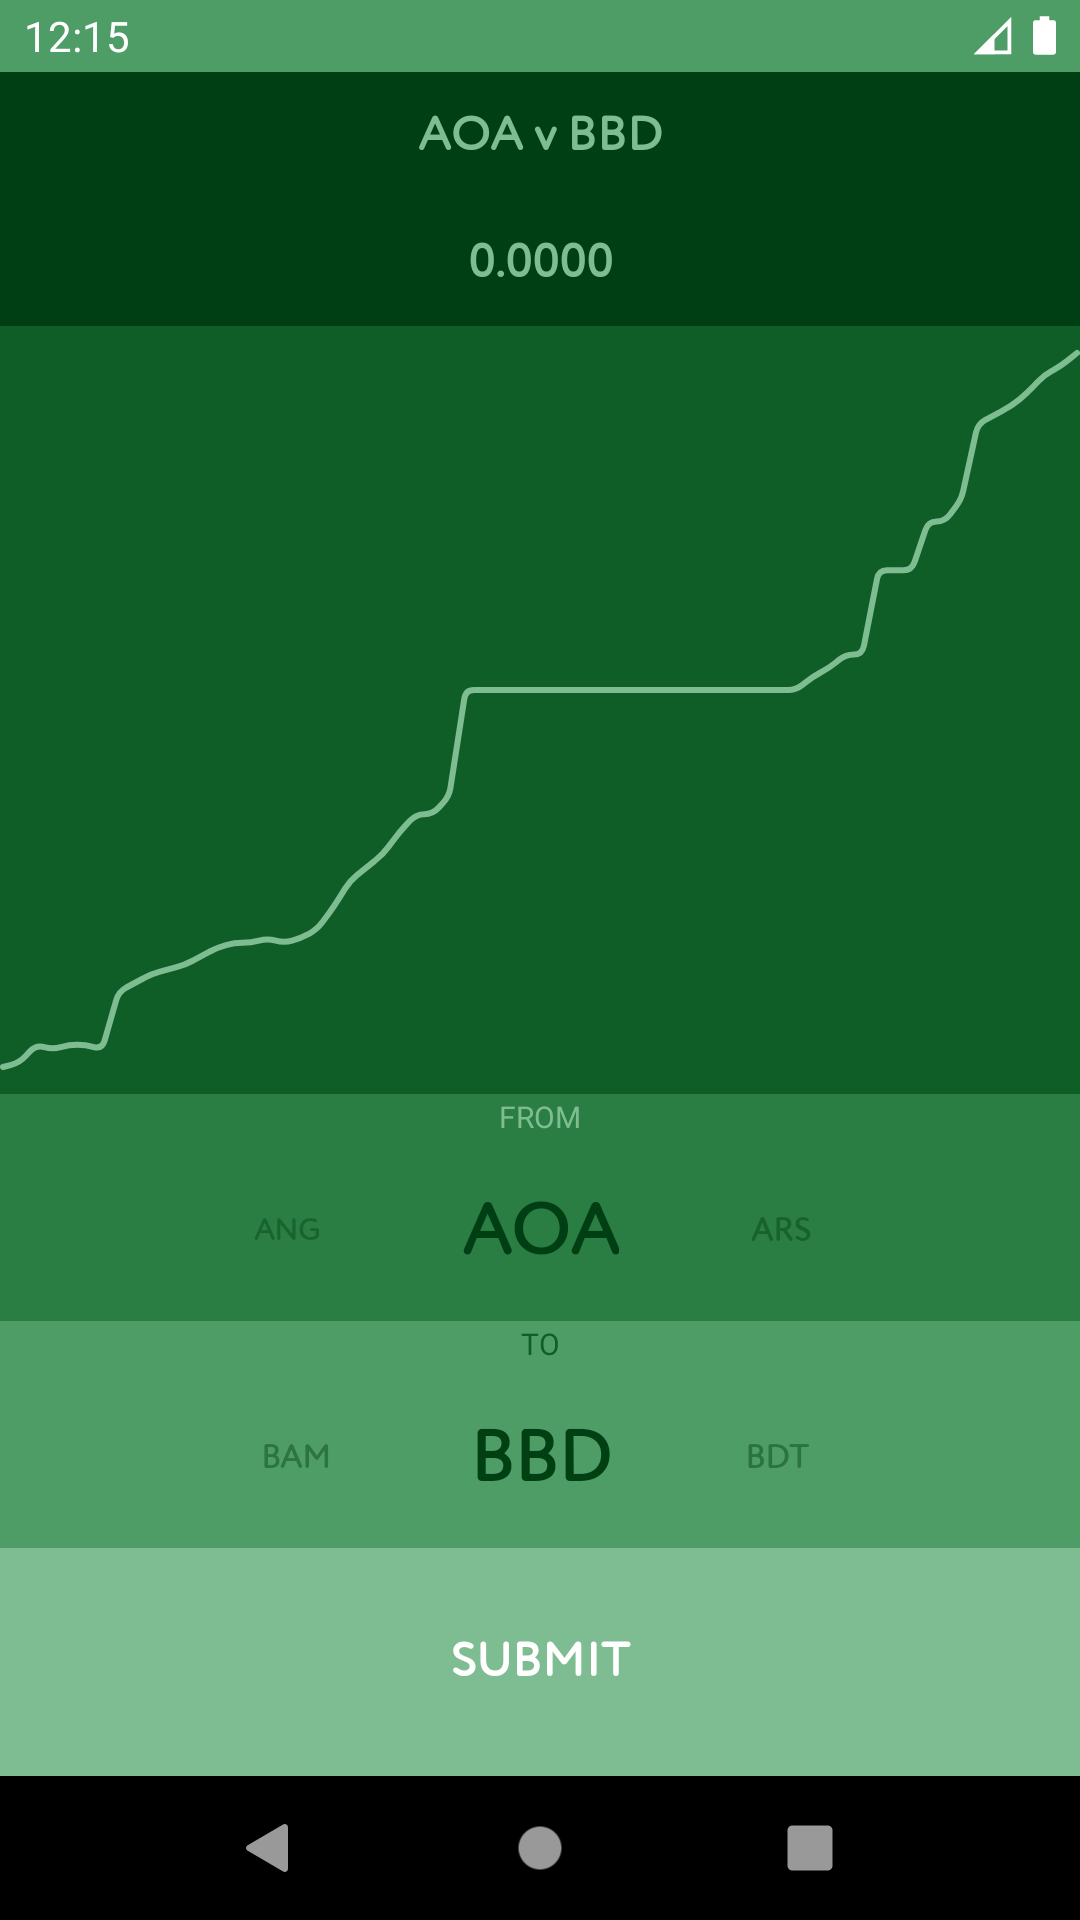 12:15
AOA v BBD
0.0000
FROM
ANG AOA ARS
TO
BAM BBD BDT
SUBMIT